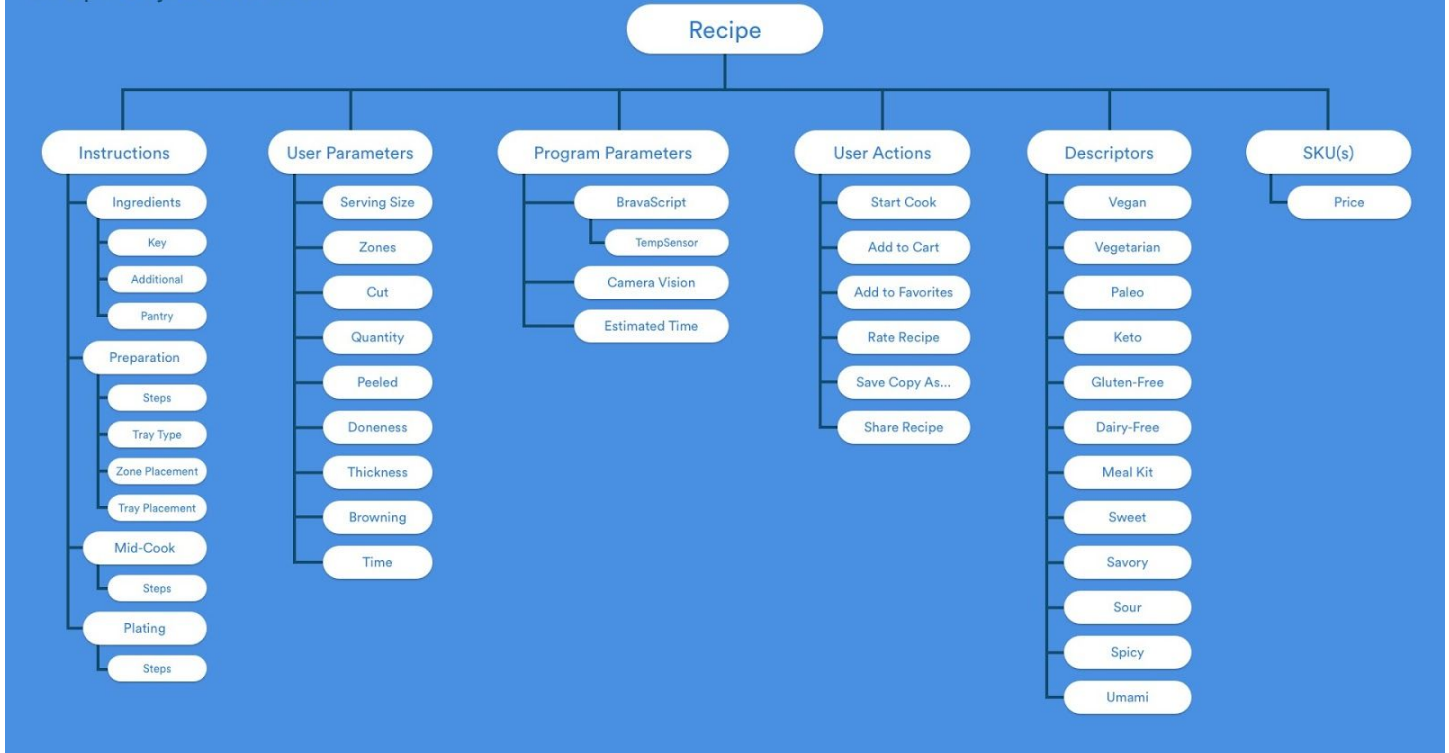 Recipe
Instructions
Ingredients
Key
Additional
Pantry
Preparation
Steps
Tray Type
Zone Placement
Tray Placement
Mid-Cook
Steps
Plating
Steps
User Parameters
Serving Size
Zones
Cut
Quantity
Peeled
Doneness
Thickness
Browning
Time
Program Parameters
BravaScript
TempSensor
Camera Vision
Estimated Time
User Actions
Start Cook
Add to Cart
Add to Favorites
Rate Recipe
Save Copy As...
Share Recipe
Descriptors
Vegan
Vegetarian
Paleo
Keto
Gluten-Free
Dairy-Free
Meal Kit
Sweet
Savory
Sour
Spicy
Umami
SKU(s)
Price